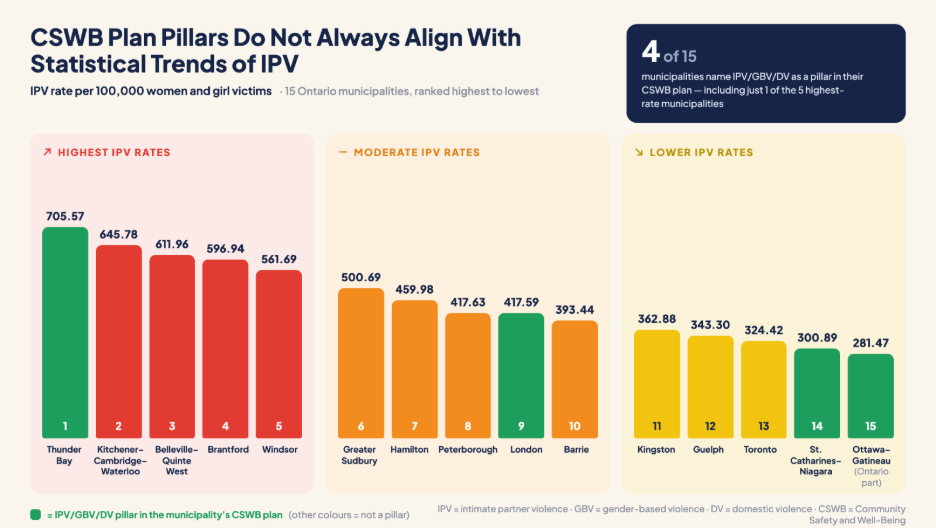 CSWB Plan Pillars Do Not Always Align With
Statistical Trends of IPV
IPV rate per 100,000 women and girl victims · 15 Ontario municipalities, ranked highest to lowest
4 of 15
municipalities name IPV/GBV/DV as a pillar in their
CSWB plan — including just 1 of the 5 highest-
rate municipalities
↗ HIGHEST IPV RATES
705.57
645.78
611.96
596.94
561.69
1
2
3
4
5
Thunder
Bay
Kitchener–
Cambridge–
Waterloo
Belleville–
Quinte
West
Brantford
Windsor
— MODERATE IPV RATES
500.69
459.98
417.63
417.59
393.44
6
7
8
9
10
Greater
Sudbury
Hamilton
Peterborough
London
Barrie
↘ LOWER IPV RATES
362.88
343.30
324.42
300.89
281.47
11
12
13
14
15
Kingston
Guelph
Toronto
St.
Catharines–
Niagara
Ottawa–
Gatineau
(Ontario
part)
= IPV/GBV/DV pillar in the municipality's CSWB plan (other colours = not a pillar)
IPV = intimate partner violence · GBV = gender-based violence · DV = domestic violence · CSWB = Community
Safety and Well-Being